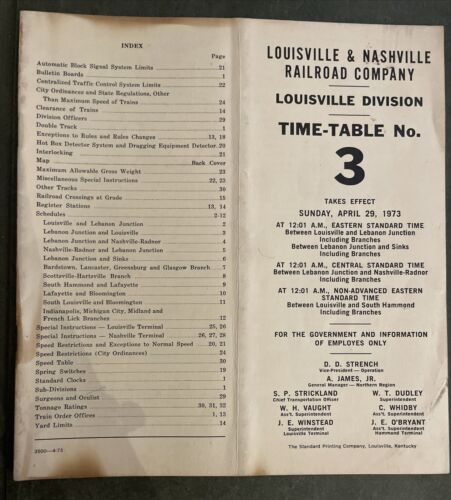 INDEX
Page
Automatic Block Signal System Limits 21
Bulletin Boards 1
Centralized Traffic Control System Limits 22
City Ordinances and State Regulations, Other
Than Maximum Speed of Trains 24
Clearance of Trains 14
Division Officers 29
Double Track
Exceptions to Rules and Rules Changes 13, 18
Hot Box Detector System and Dragging Equipment Detector 20
Interlocking 21
Map Back Cover
Maximum Allowable Gross Weight 23
Miscellaneous Special Instructions 22, 23
Other Tracks 30
Railroad Crossings at Grade 15
Register Stations 13, 14
Schedules 2-12
Louisville and Lebanon Junction 2
Lebanon Junction and Louisville 3
Lebanon Junction and Nashville-Radnor 4
Nashville-Radnor and Lebanon Junction 5
Lebanon Junction and Sinks 6
Bardstown, Lancaster, Greensburg and Glasgow Branch 7
Scottsville-Hartsville Branch 8
South Hammond and Lafayette 9
Lafayette and Bloomington 10
South Louisville and Bloomington 11
Indianapolis, Michigan City, Midland and
French Lick Branches 12
Special Instructions — Louisville Terminal 25, 26
Special Instructions — Nashville Terminal 26, 27, 28
Speed Restrictions and Exceptions to Normal Speed 20, 21
Speed Restrictions (City Ordinances) 24
Speed Table 30
Spring Switches 19
Standard Clocks 1
Sub-Divisions 1
Surgeons and Oculist 29
Tonnage Ratings 30, 31, 32
Train Order Offices 1, 13
Yard Limits 14
3500—4-73
LOUISVILLE & NASHVILLE
RAILROAD COMPANY
LOUISVILLE DIVISION
TIME-TABLE No.
3
TAKES EFFECT
SUNDAY, APRIL 29, 1973
AT 12:01 A.M., EASTERN STANDARD TIME
Between Louisville and Lebanon Junction
Including Branches
Between Lebanon Junction and Sinks
Including Branches
AT 12:01 A.M., CENTRAL STANDARD TIME
Between Lebanon Junction and Nashville-Radnor
Including Branches
AT 12:01 A.M., NON-ADVANCED EASTERN
STANDARD TIME
Between Louisville and South Hammond
Including Branches
FOR THE GOVERNMENT AND INFORMATION
OF EMPLOYES ONLY
D. D. STRENCH
Vice-President — Operation
A. JAMES, JR.
General Manager — Northern Region
S. P. STRICKLAND
Chief Transportation Officer
W. T. DUDLEY
Superintendent
W. H. VAUGHT
Ass't. Superintendent
C. WHIDBY
Ass't. Superintendent
J. E. WINSTEAD
Superintendent
Louisville Terminal
J. E. O'BRYANT
Ass't. Superintendent
Hammond Terminal
The Standard Printing Company, Louisville, Kentucky